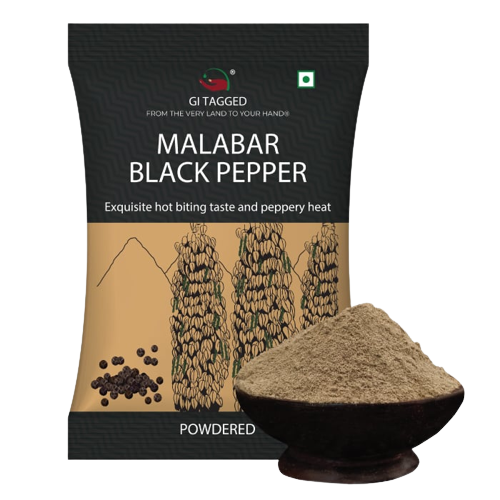 ®
GI TAGGED
FROM THE VERY LAND TO YOUR HAND®
MALABAR
BLACK PEPPER
Exquisite hot biting taste and peppery heat
POWDERED